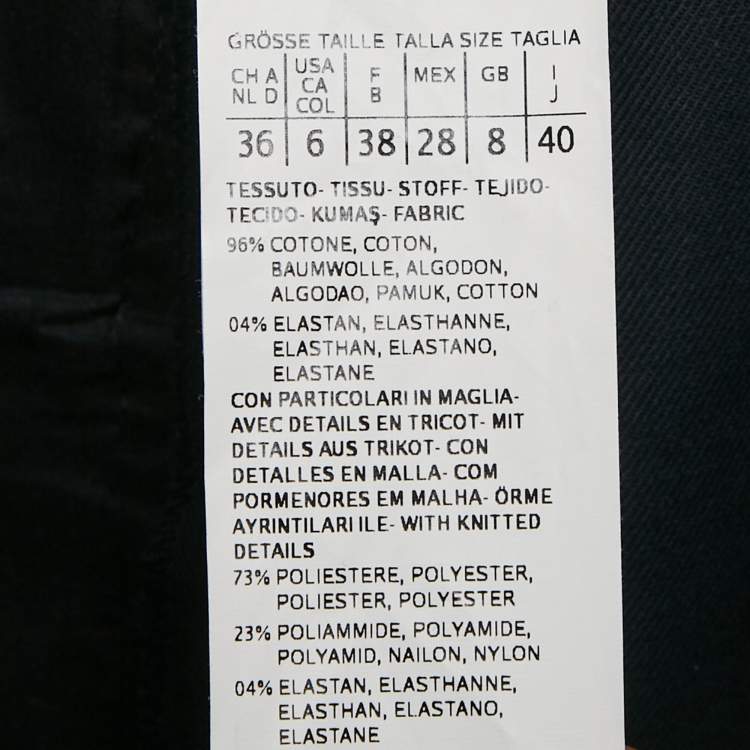 GRÖSSE TAILLE TALLA SIZE TAGLIA
CH A NL D | USA CA COL | F B | MEX | GB | I J
36 | 6 | 38 | 28 | 8 | 40
TESSUTO- TISSU- STOFF- TEJIDO-
TECIDO- KUMAŞ- FABRIC
96% COTONE, COTON,
BAUMWOLLE, ALGODON,
ALGODAO, PAMUK, COTTON
04% ELASTAN, ELASTHANNE,
ELASTHAN, ELASTANO,
ELASTANE
CON PARTICOLARI IN MAGLIA-
AVEC DETAILS EN TRICOT- MIT
DETAILS AUS TRIKOT- CON
DETALLES EN MALLA- COM
PORMENORES EM MALHA- ÖRME
AYRINTILARI ILE- WITH KNITTED
DETAILS
73% POLIESTERE, POLYESTER,
POLIESTER, POLYESTER
23% POLIAMMIDE, POLYAMIDE,
POLYAMID, NAILON, NYLON
04% ELASTAN, ELASTHANNE,
ELASTHAN, ELASTANO,
ELASTANE